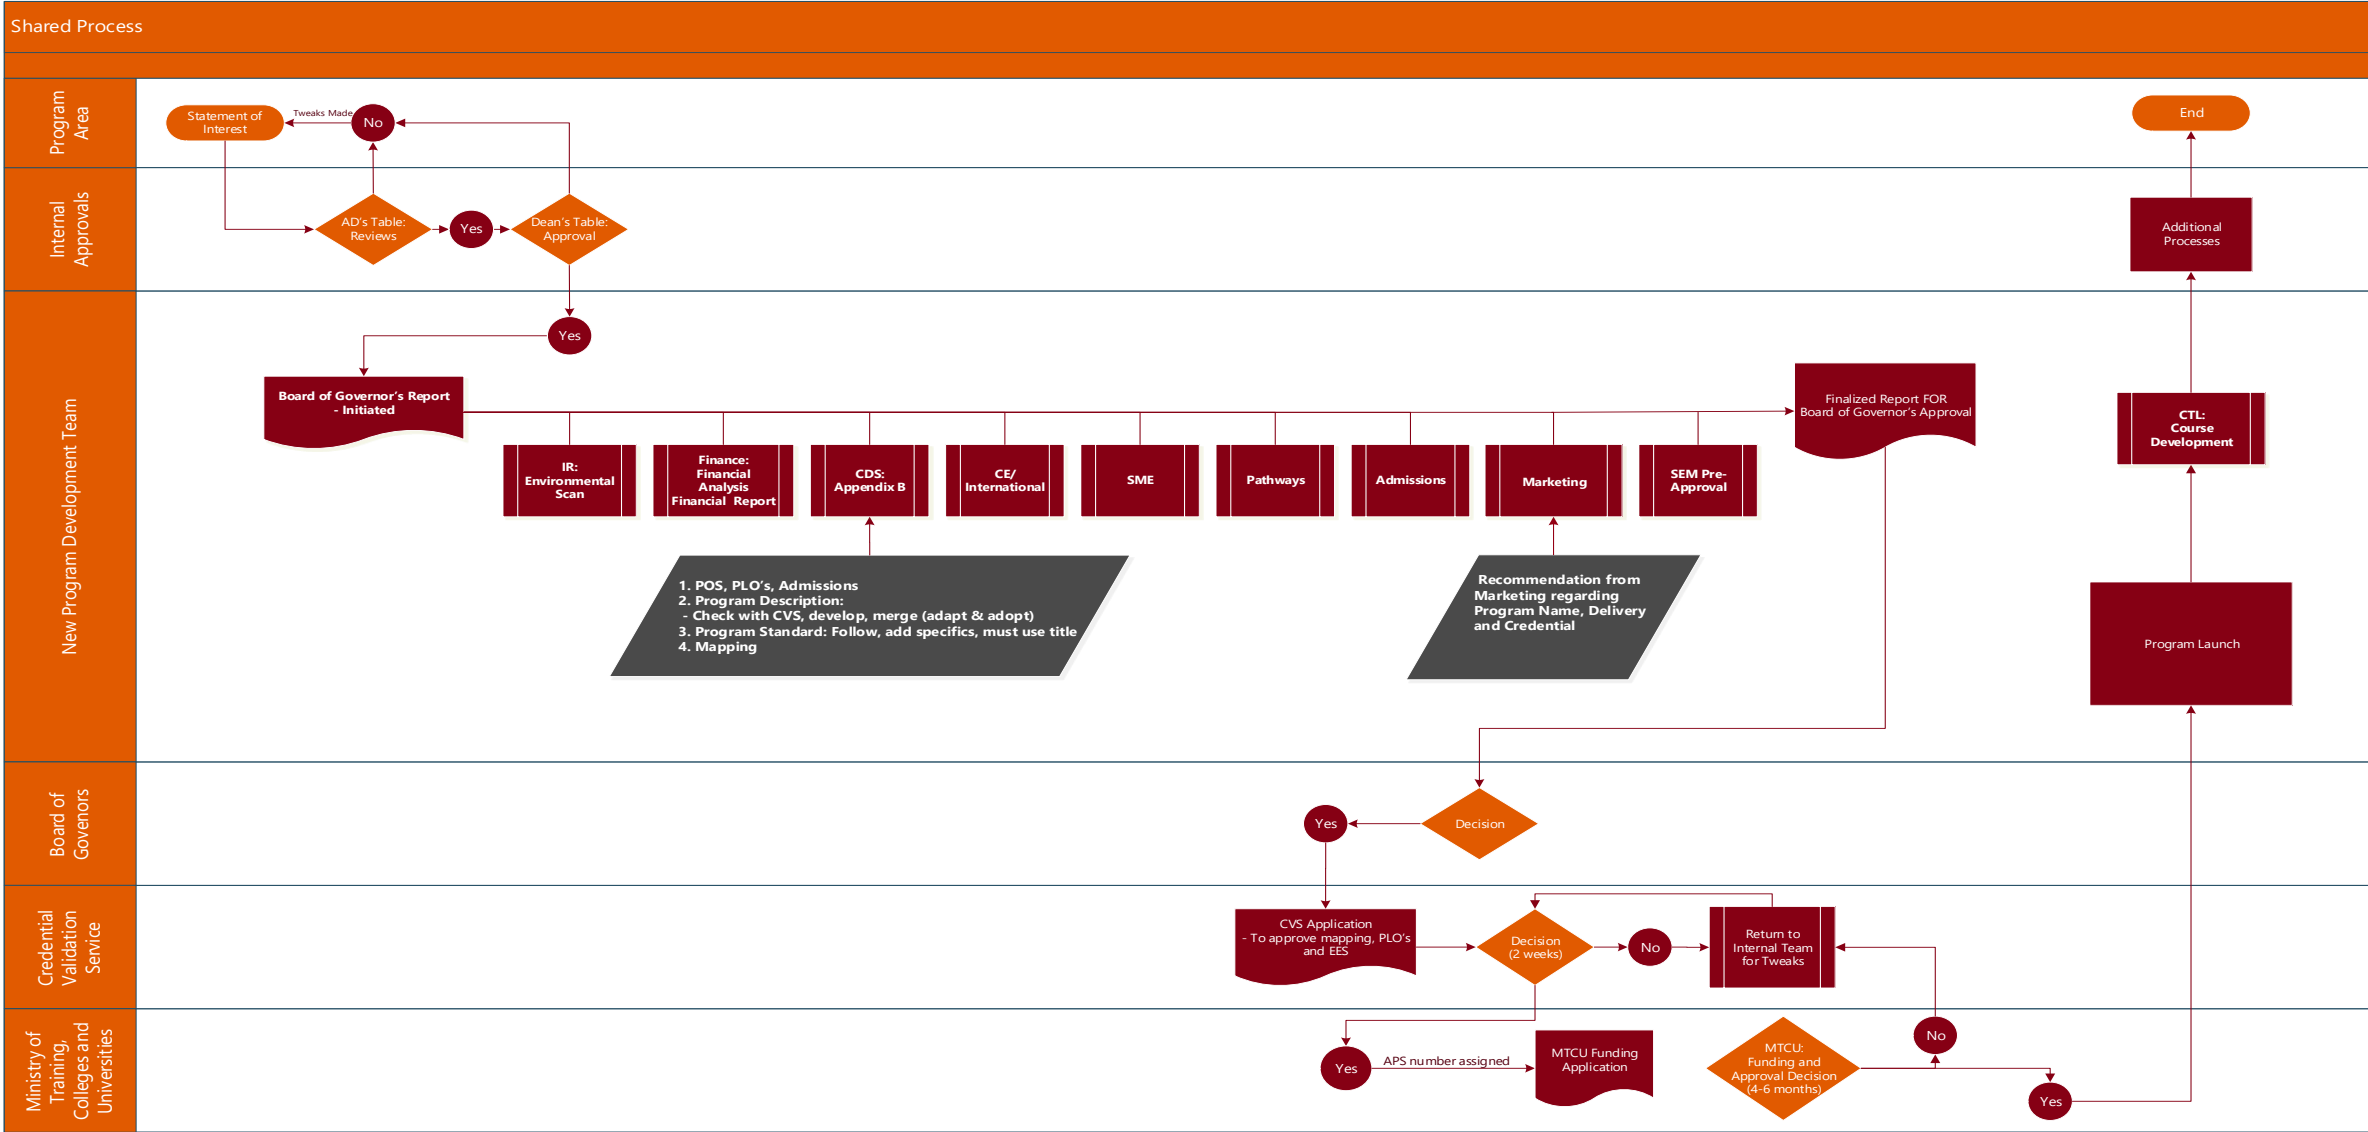 Shared Process
Program
Area
Statement of
Interest
Tweaks Made
No
End
Internal
Approvals
AD's Table:
Reviews
Yes
Dean's Table:
Approval
Additional
Processes
New Program Development Team
Yes
Board of Governor's Report
- Initiated
Finalized Report FOR
Board of Governor's Approval
CTL:
Course
Development
IR:
Environmental
Scan
Finance:
Financial
Analysis
Financial Report
CDS:
Appendix B
CE/
International
SME
Pathways
Admissions
Marketing
SEM Pre-
Approval
1. POS, PLO's, Admissions
2. Program Description:
- Check with CVS, develop, merge (adapt & adopt)
3. Program Standard: Follow, add specifics, must use title
4. Mapping
Recommendation from
Marketing regarding
Program Name, Delivery
and Credential
Program Launch
Board of
Govenors
Yes
Decision
Credential
Validation
Service
CVS Application
- To approve mapping, PLO's
and EES
Decision
(2 weeks)
No
Return to
Internal Team
for Tweaks
Ministry of
Training,
Colleges and
Universities
Yes
APS number assigned
MTCU Funding
Application
MTCU:
Funding and
Approval Decision
(4-6 months)
No
Yes